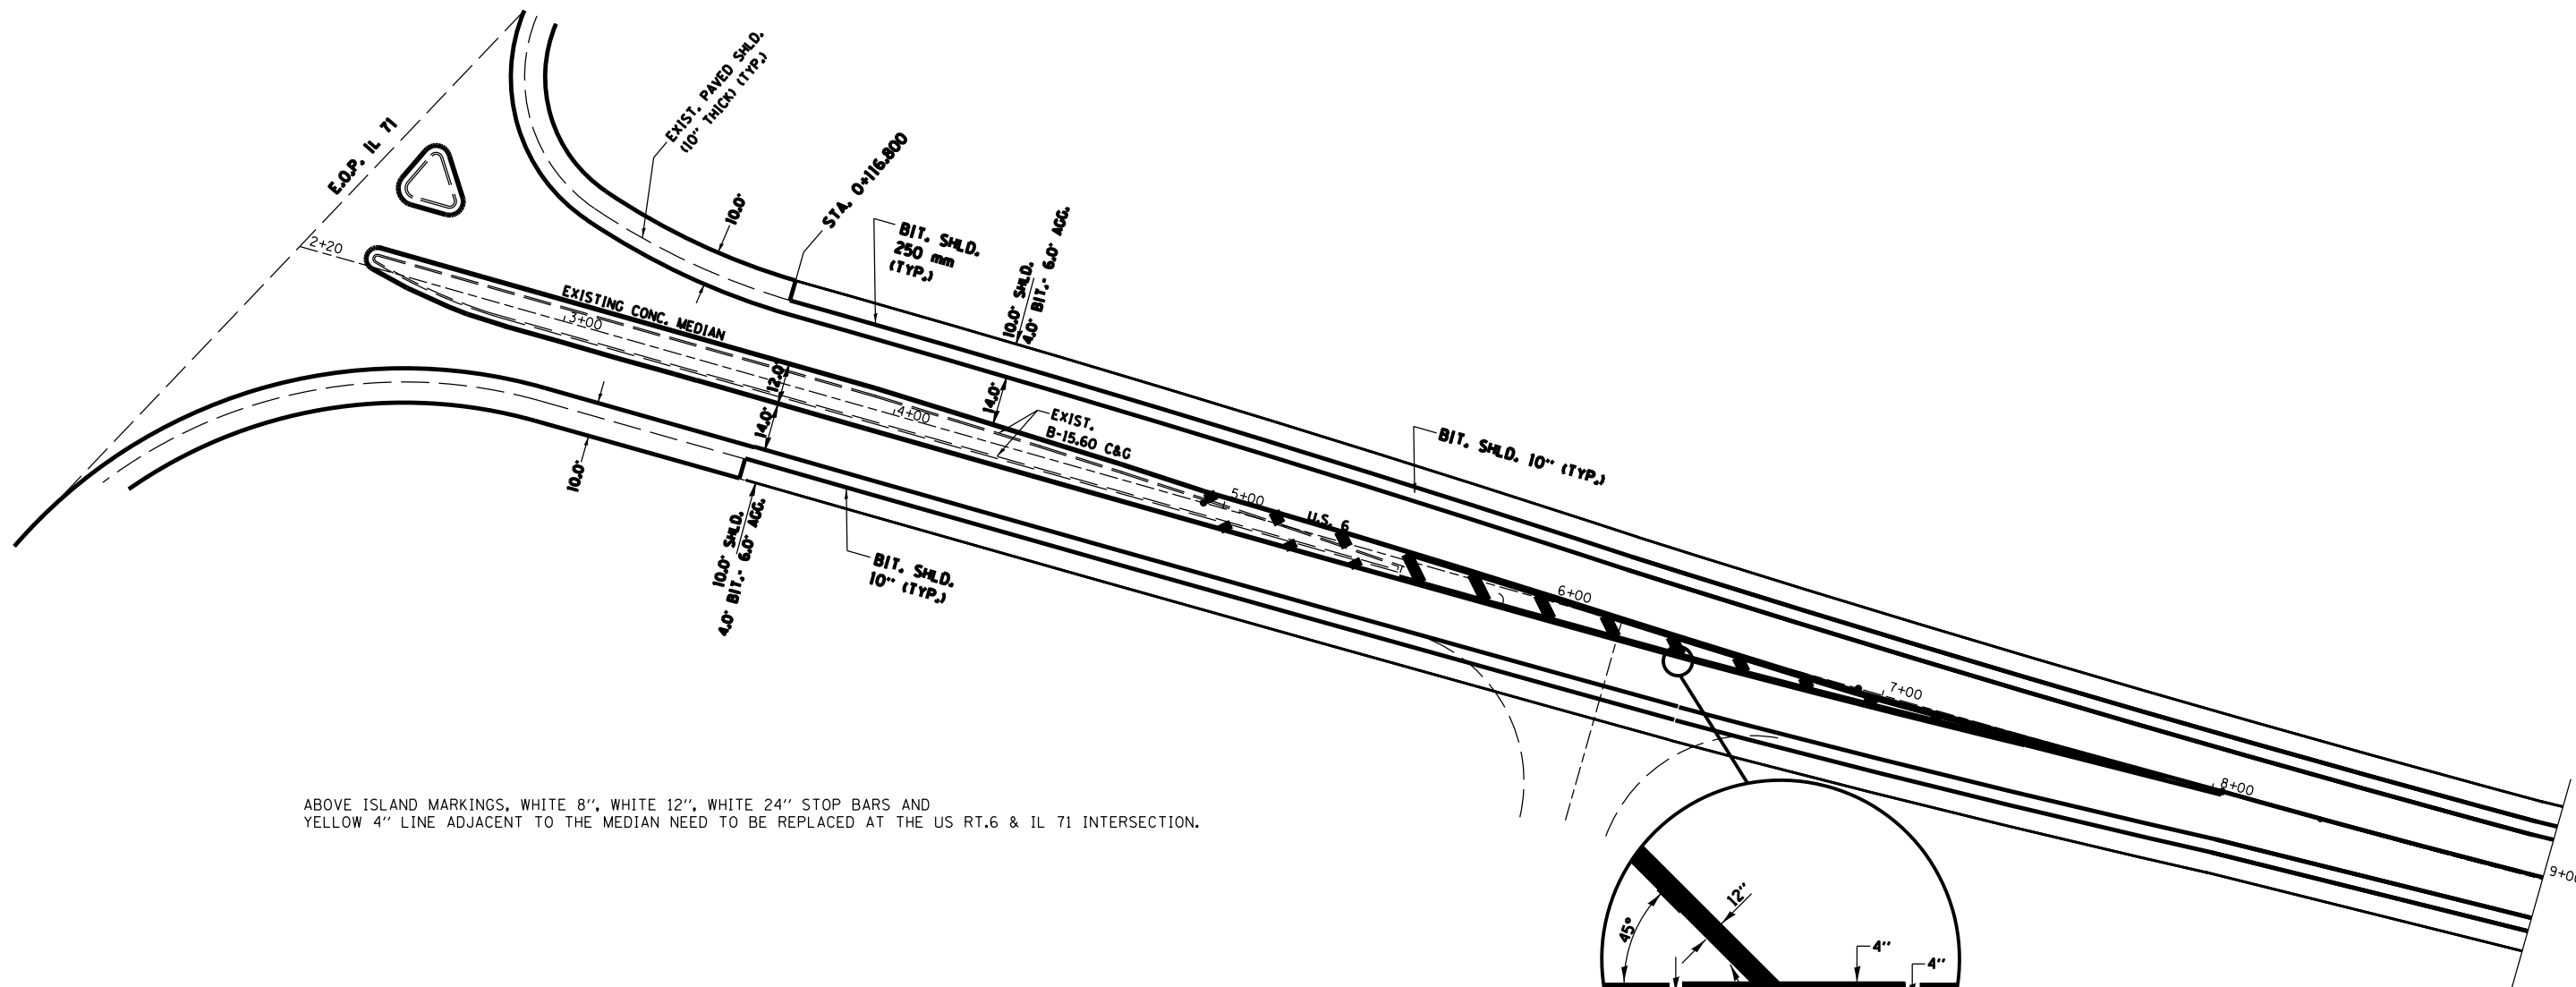 E.O.P. IL 71
2+20
EXIST. PAVED SHLD.
(10'' THICK) (TYP.)
10.0'
STA. 0+116.800
BIT. SHLD.
250 mm
(TYP.)
10.0' SHLD.
4.0' BIT.- 6.0' AGG.
EXISTING CONC. MEDIAN
3+00
12.0'
14.0'
4+00
14.0'
EXIST.
B-15.60 C&G
10.0'
10.0' SHLD.
4.0' BIT.- 6.0' AGG.
BIT. SHLD.
10'' (TYP.)
BIT. SHLD. 10'' (TYP.)
5+00
U.S. 6
6+00
7+00
8+00
9+00
ABOVE ISLAND MARKINGS, WHITE 8'', WHITE 12'', WHITE 24'' STOP BARS AND
YELLOW 4'' LINE ADJACENT TO THE MEDIAN NEED TO BE REPLACED AT THE US RT.6 & IL 71 INTERSECTION.
12''
45°
4''
4''